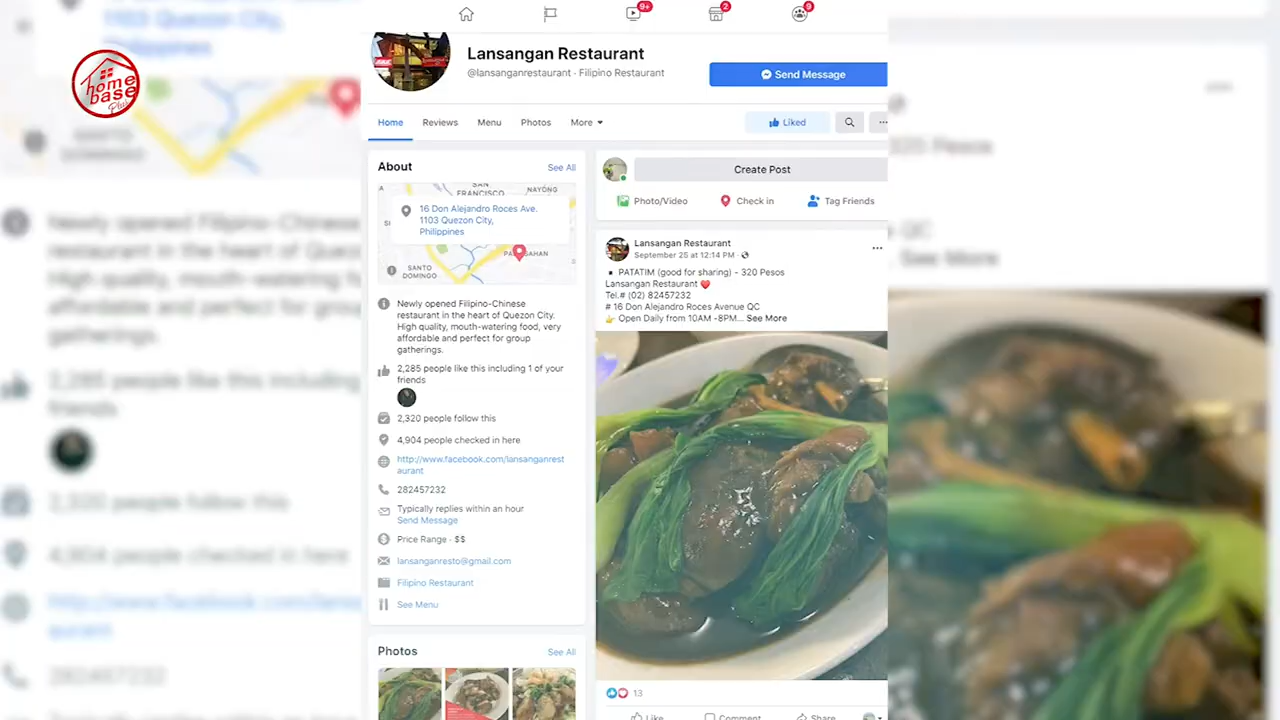 home
base
Plus
Lansangan Restaurant
@lansanganrestaurant · Filipino Restaurant
Send Message
Home
Reviews
Menu
Photos
More
Liked
About
See All
SAN
FRANCISCO
NAYONG
16 Don Alejandro Roces Ave.
1103 Quezon City,
Philippines
SANTO
DOMINGO
Newly opened Filipino-Chinese
restaurant in the heart of Quezon City.
High quality, mouth-watering food, very
affordable and perfect for group
gatherings.
2,285 people like this including 1 of your
friends
2,320 people follow this
4,904 people checked in here
http://www.facebook.com/lansanganrest
aurant
282457232
Typically replies within an hour
Send Message
Price Range · $$
lansanganresto@gmail.com
Filipino Restaurant
See Menu
Photos
See All
Create Post
Photo/Video
Check in
Tag Friends
Lansangan Restaurant
September 25 at 12:14 PM ·
▪ PATATIM (good for sharing) - 320 Pesos
Lansangan Restaurant ❤️
Tel.# (02) 82457232
# 16 Don Alejandro Roces Avenue QC
👉 Open Daily from 10AM -8PM... See More
13
Like
Comment
Share
9+
2
9